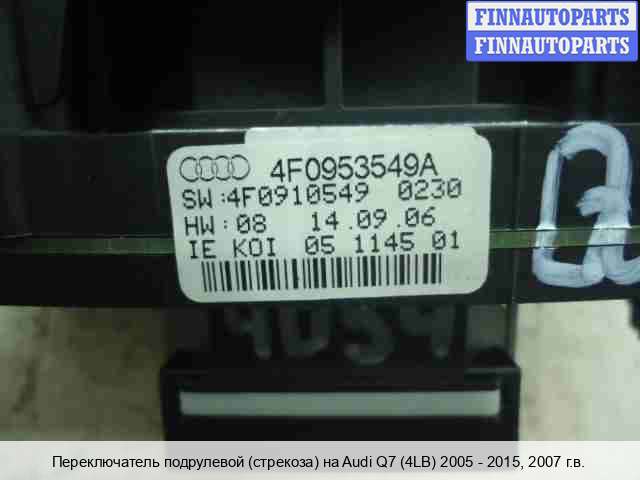 FINNAUTOPARTS
FINNAUTOPARTS
4F0953549A
SW:4F0910549 0230
HW:08 14.09.06
IE KOI 05 1145 01
Переключатель подрулевой (стрекоза) на Audi Q7 (4LB) 2005 - 2015, 2007 г.в.